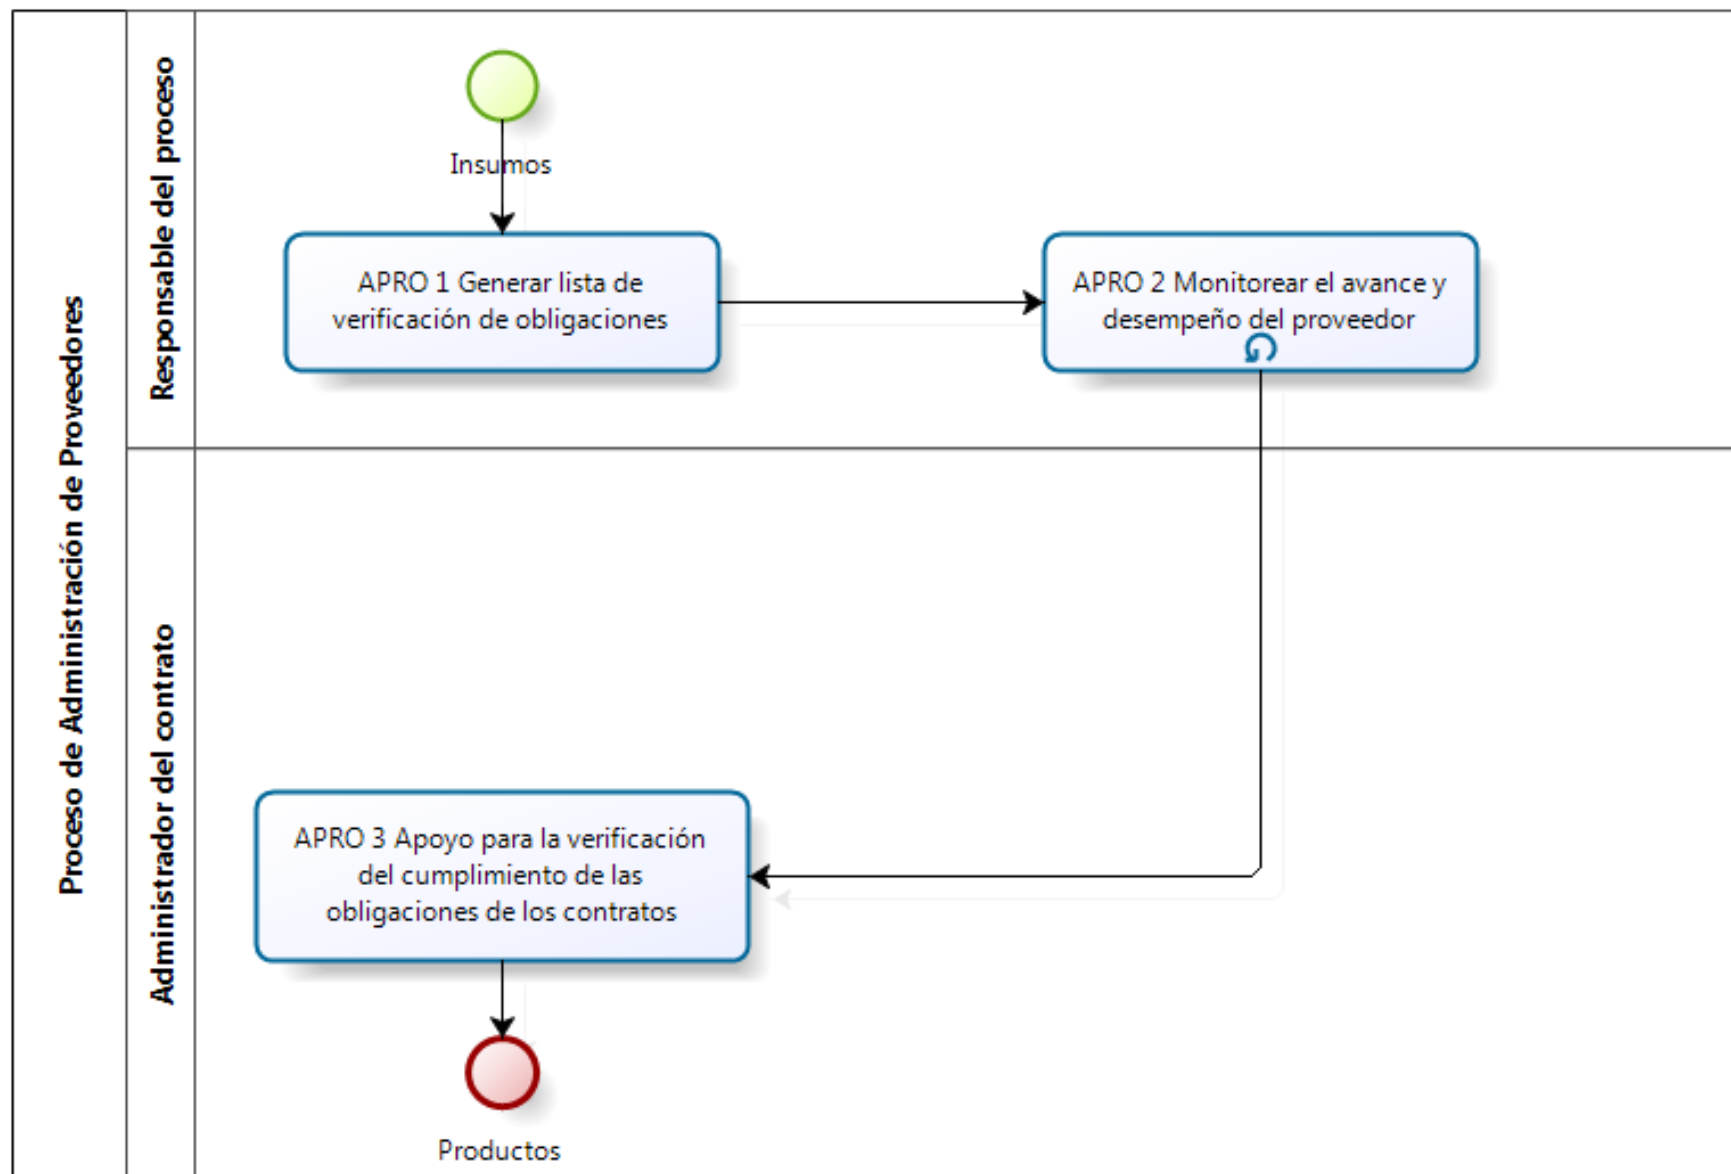 Proceso de Administración de Proveedores
Responsable del proceso
Insumos
APRO 1 Generar lista de
verificación de obligaciones
APRO 2 Monitorear el avance y
desempeño del proveedor
Administrador del contrato
APRO 3 Apoyo para la verificación
del cumplimiento de las
obligaciones de los contratos
Productos